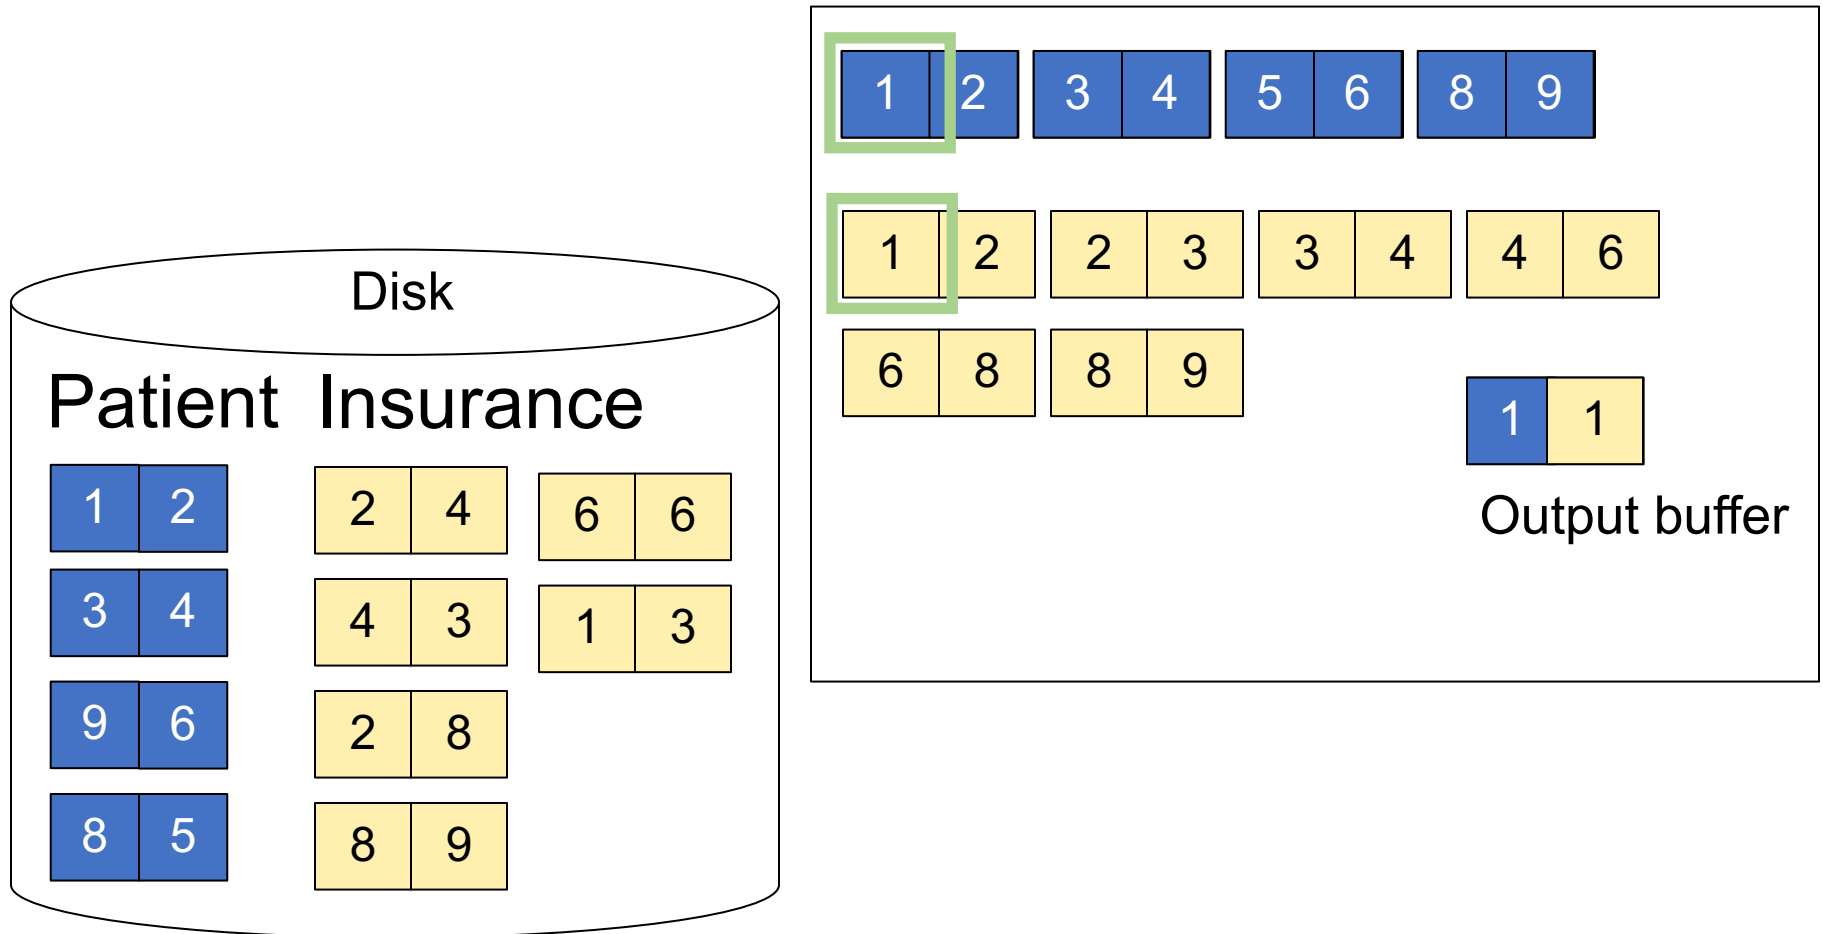 1 2 3 4 5 6 8 9
1 2 2 3 3 4 4 6
6 8 8 9
1 1
Output buffer
Disk
Patient Insurance
1 2 2 4 6 6
3 4 4 3 1 3
9 6 2 8
8 5 8 9